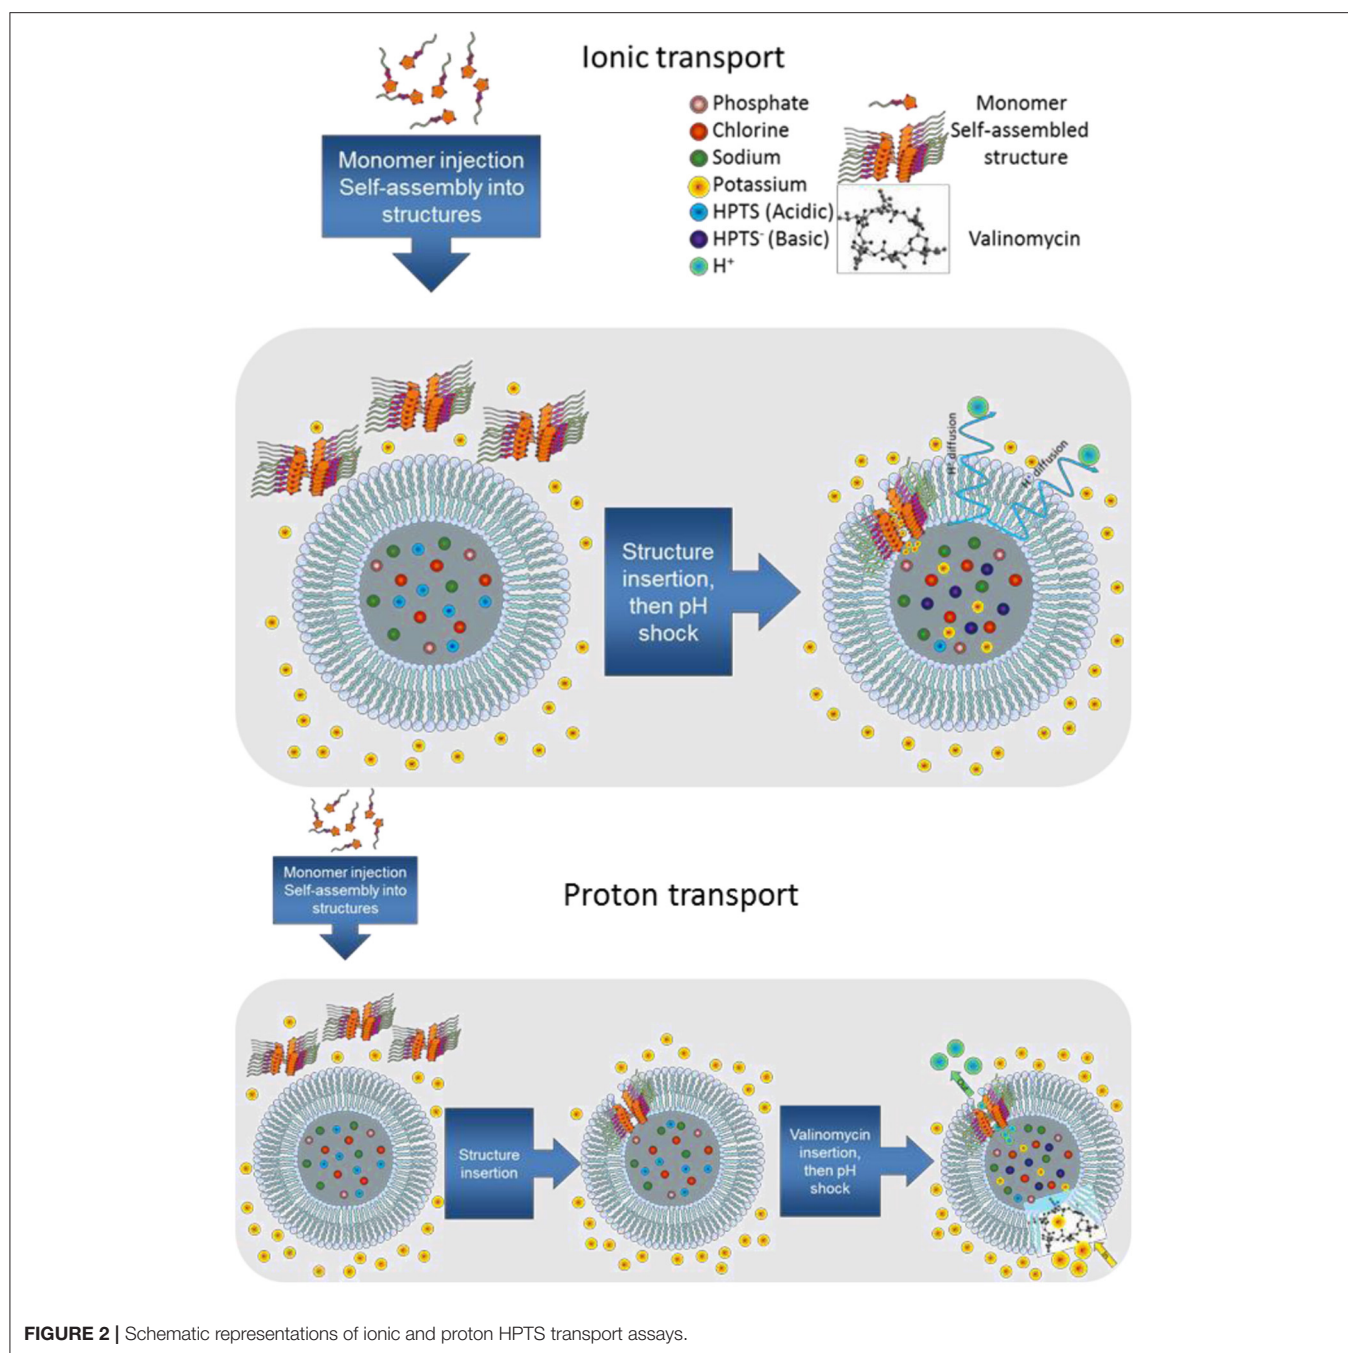 Ionic transport
Monomer injection
Self-assembly into
structures
Phosphate
Chlorine
Sodium
Potassium
HPTS (Acidic)
HPTS⁻ (Basic)
H⁺
Monomer
Self-assembled
structure
Valinomycin
H⁺ diffusion
H⁺ diffusion
Structure
insertion,
then pH
shock
Monomer injection
Self-assembly into
structures
Proton transport
Structure
insertion
Valinomycin
insertion,
then pH
shock
FIGURE 2 | Schematic representations of ionic and proton HPTS transport assays.